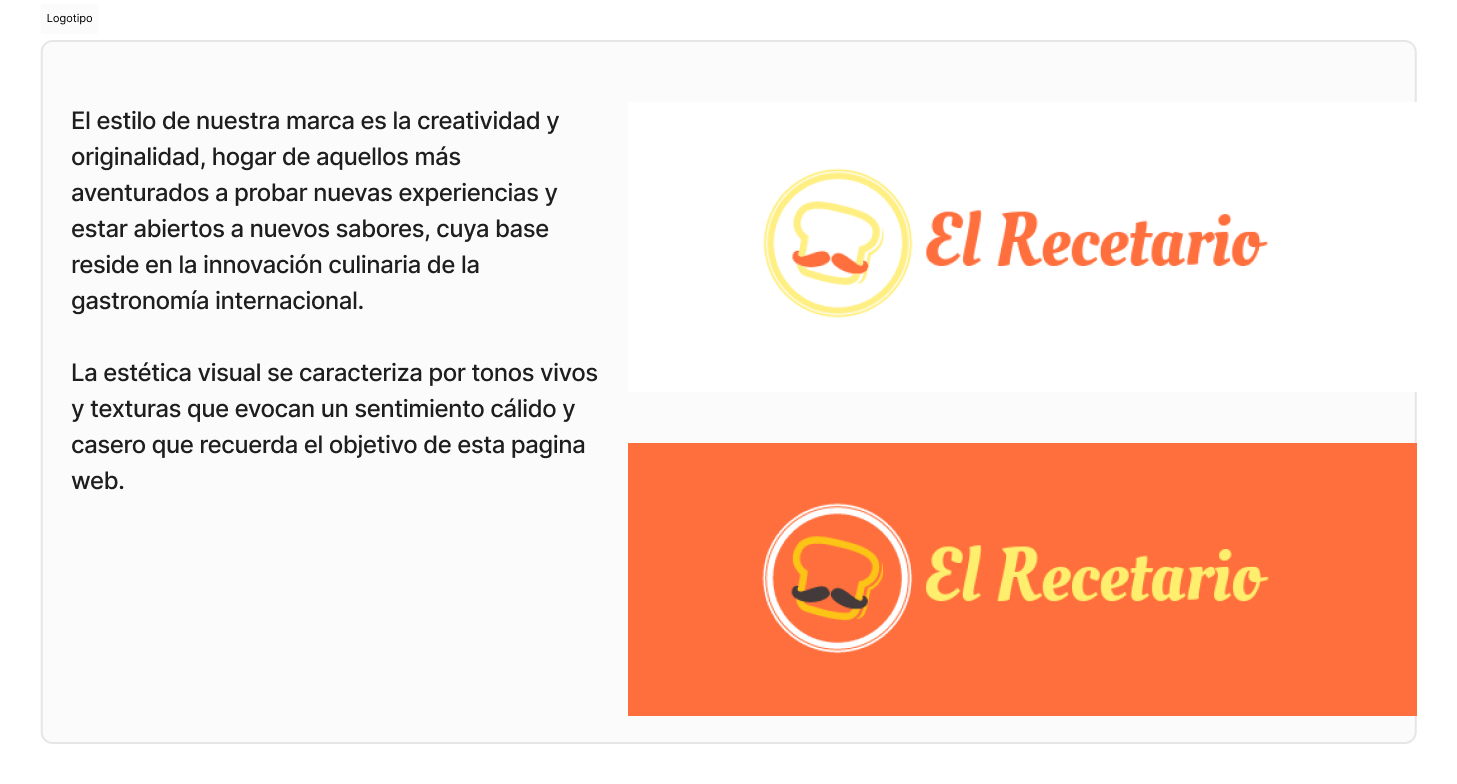 Logotipo
El estilo de nuestra marca es la creatividad y
originalidad, hogar de aquellos más
aventurados a probar nuevas experiencias y
estar abiertos a nuevos sabores, cuya base
reside en la innovación culinaria de la
gastronomía internacional.
La estética visual se caracteriza por tonos vivos
y texturas que evocan un sentimiento cálido y
casero que recuerda el objetivo de esta pagina
web.
El Recetario
El Recetario